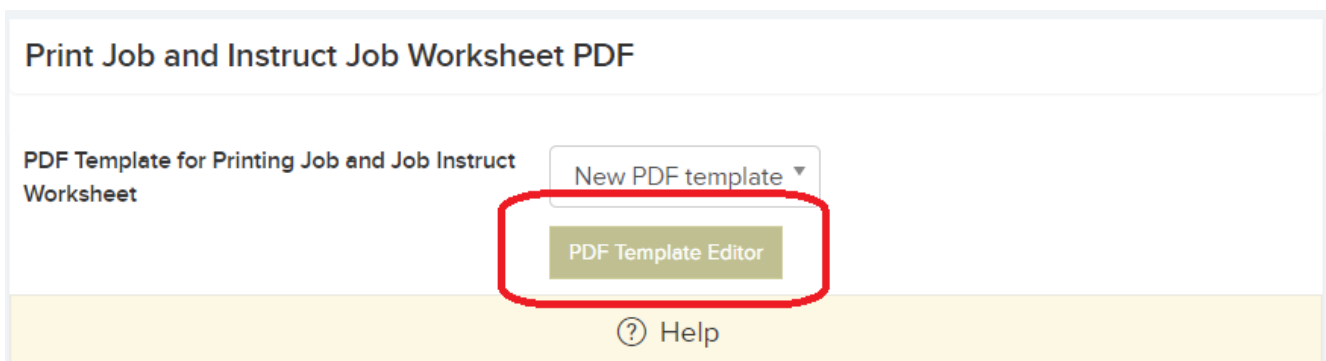 Print Job and Instruct Job Worksheet PDF
PDF Template for Printing Job and Job Instruct
Worksheet
New PDF template
PDF Template Editor
Help